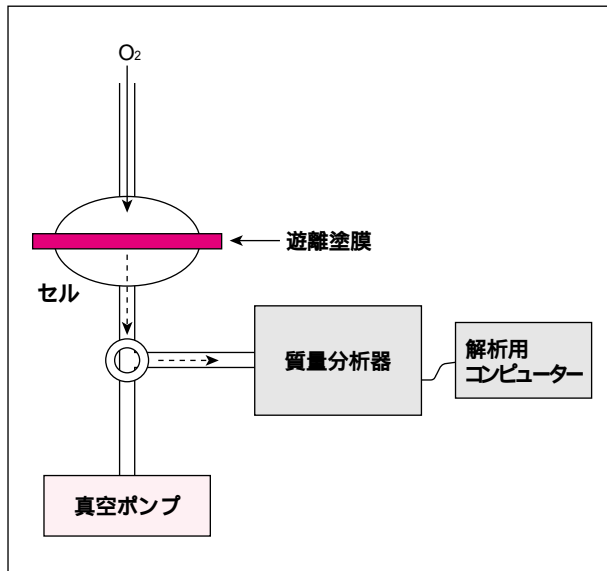 O2
遊離塗膜
セル
質量分析器
解析用
コンピューター
真空ポンプ